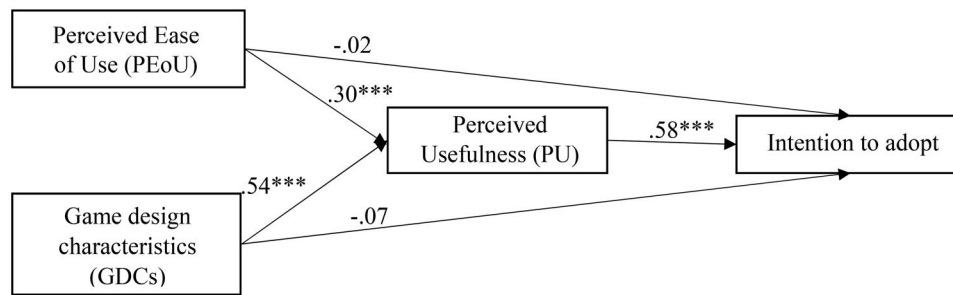 Perceived Ease
of Use (PEoU)
-.02
.30***
Perceived
Usefulness (PU)
.58***
Intention to adopt
.54***
Game design
characteristics
(GDCs)
-.07